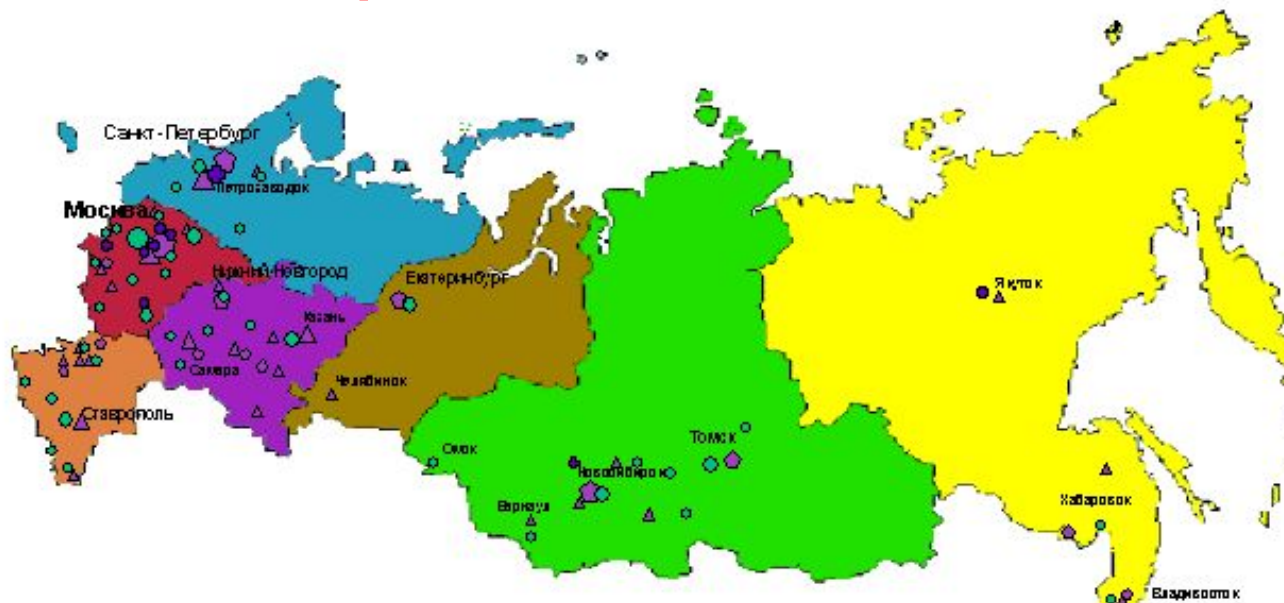 Санкт-Петербург
Петрозаводск
Москва
Нижний Новгород
Екатеринбург
Якутск
Казань
Самара
Челябинск
Ставрополь
Томск
Омск
Новосибирск
Барнаул
Хабаровск
Владивосток